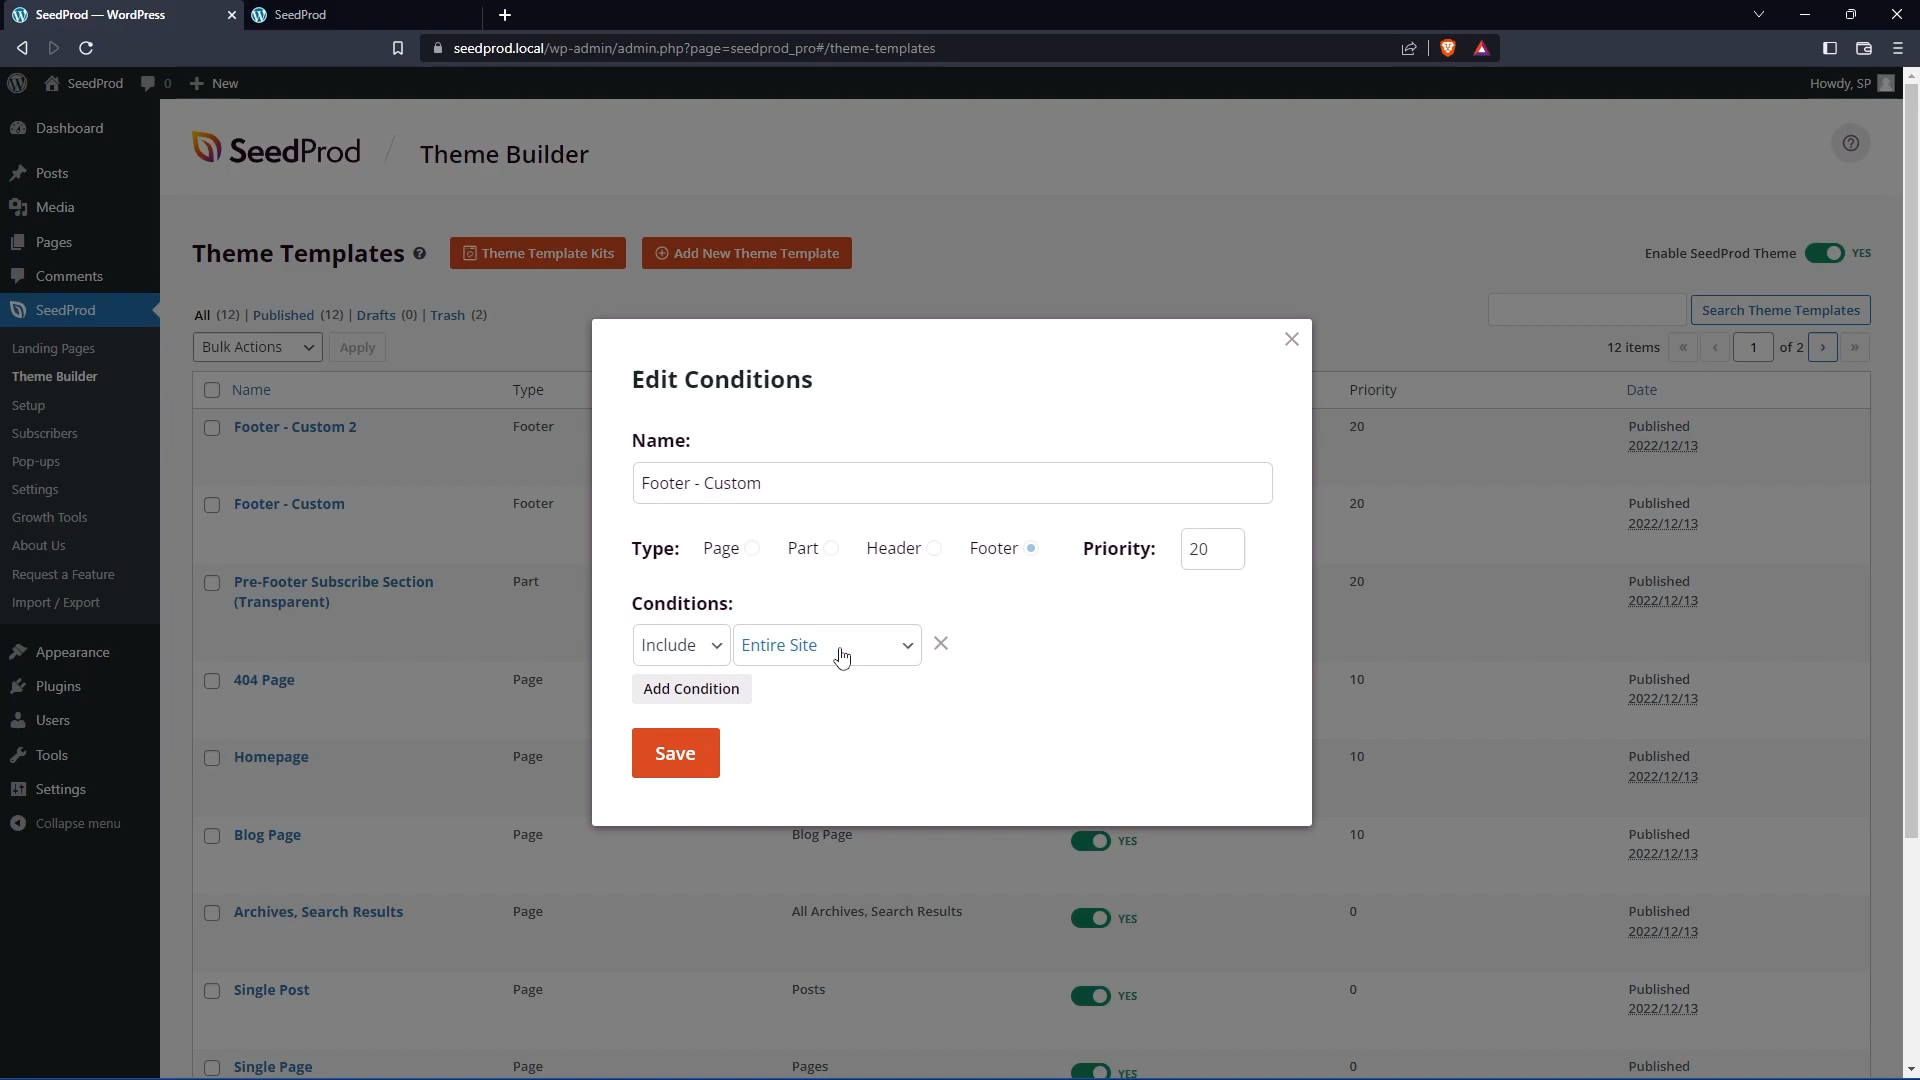 SeedProd — WordPress
SeedProd
seedprod.local/wp-admin/admin.php?page=seedprod_pro#/theme-templates
SeedProd 0 New
Howdy, SP
Dashboard
Posts
Media
Pages
Comments
SeedProd
Landing Pages
Theme Builder
Setup
Subscribers
Pop-ups
Settings
Growth Tools
About Us
Request a Feature
Import / Export
Appearance
Plugins
Users
Tools
Settings
Collapse menu
SeedProd / Theme Builder
Theme Templates
Theme Template Kits
Add New Theme Template
Enable SeedProd Theme YES
All (12) | Published (12) | Drafts (0) | Trash (2)
Search Theme Templates
Bulk Actions Apply
12 items « ‹ 1 of 2 › »
Name Type Priority Date
Footer - Custom 2 Footer 20 Published
2022/12/13
Footer - Custom Footer 20 Published
2022/12/13
Pre-Footer Subscribe Section Part 20 Published
(Transparent) 2022/12/13
404 Page Page 10 Published
2022/12/13
Homepage Page 10 Published
2022/12/13
Blog Page Page Blog Page YES 10 Published
2022/12/13
Archives, Search Results Page All Archives, Search Results YES 0 Published
2022/12/13
Single Post Page Posts YES 0 Published
2022/12/13
Single Page Page Pages YES 0 Published
Edit Conditions
Name:
Footer - Custom
Type: Page Part Header Footer Priority: 20
Conditions:
Include Entire Site
Add Condition
Save